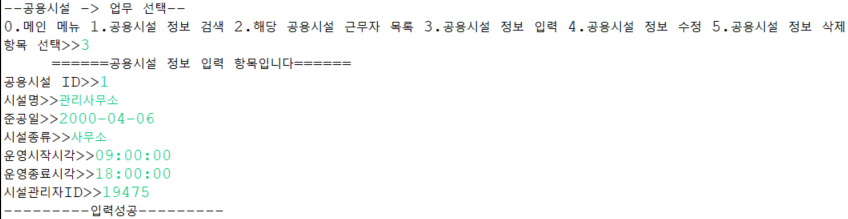 --공용시설 -> 업무 선택--
0.메인 메뉴 1.공용시설 정보 검색 2.해당 공용시설 근무자 목록 3.공용시설 정보 입력 4.공용시설 정보 수정 5.공용시설 정보 삭제
항목 선택>>3
======공용시설 정보 입력 항목입니다======
공용시설 ID>>1
시설명>>관리사무소
준공일>>2000-04-06
시설종류>>사무소
운영시작시각>>09:00:00
운영종료시각>>18:00:00
시설관리자ID>>19475
---------입력성공---------